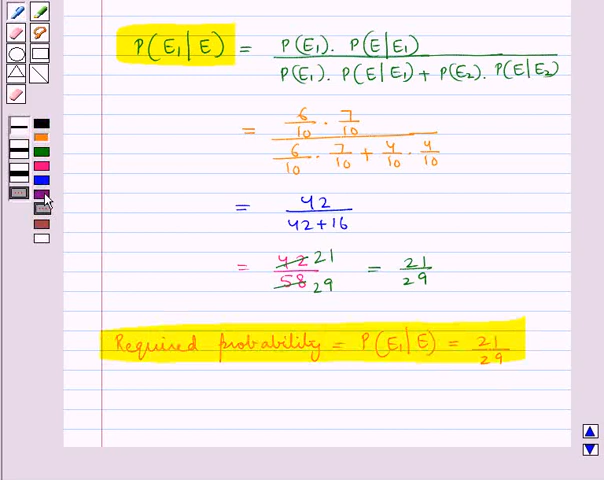 P(E₁|E) = P(E₁). P(E|E₁) / P(E₁). P(E|E₁) + P(E₂). P(E|E₂)
= 6/10 . 7/10 / 6/10 . 7/10 + 4/10 . 4/10
= 42 / 42+16
= 42 21 / 58 29 = 21/29
Required probability = P(E₁|E) = 21/29